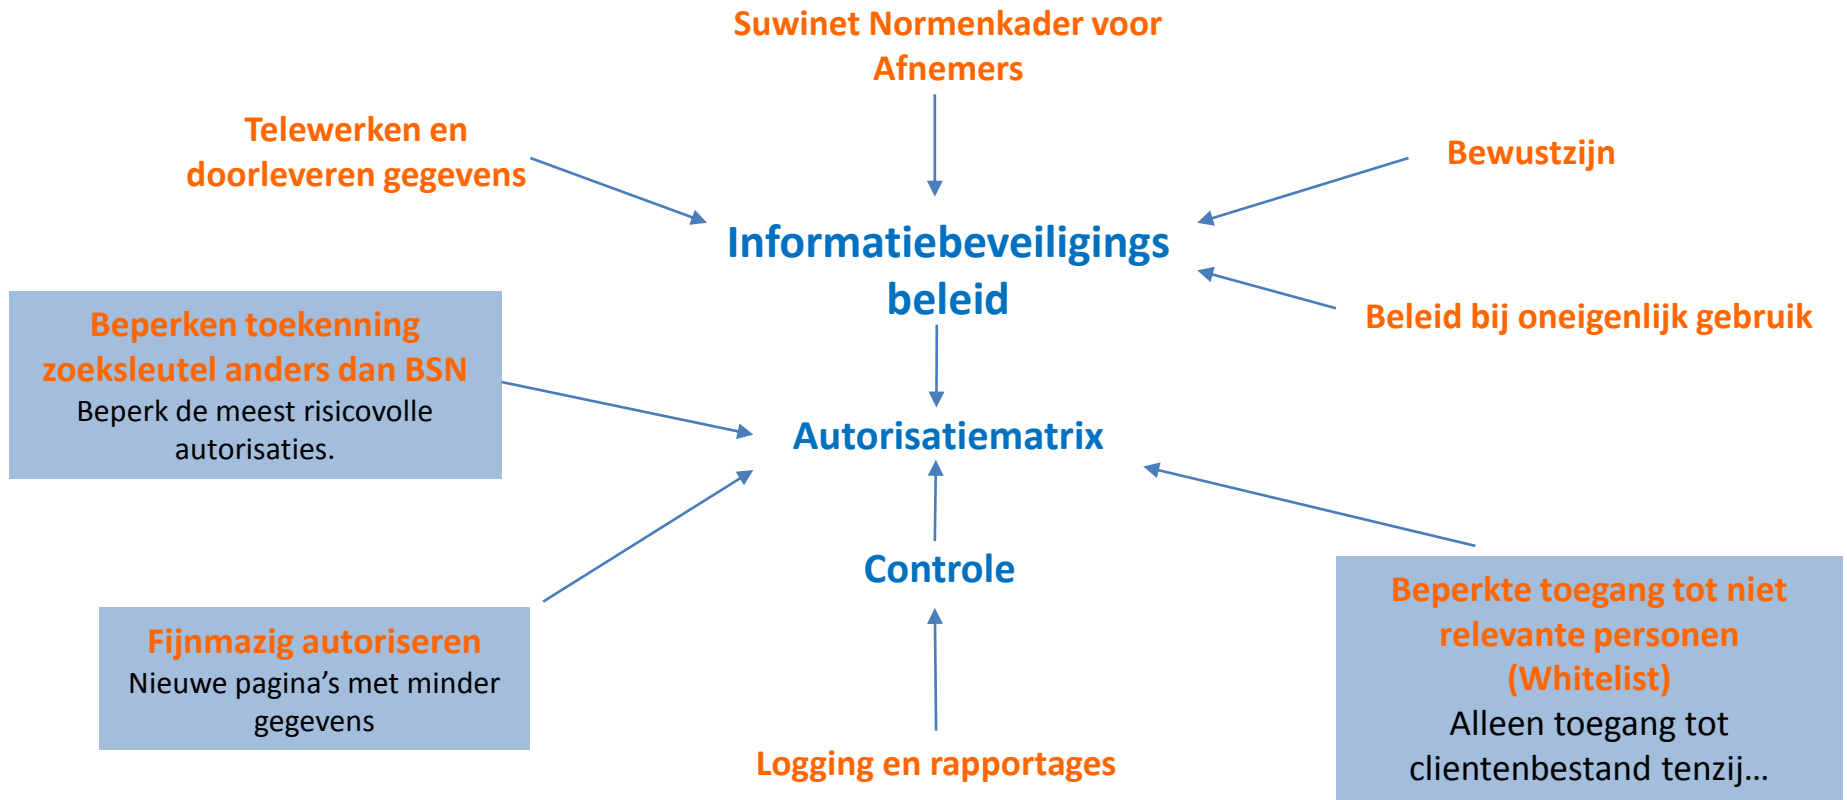 Suwinet Normenkader voor
Afnemers
Telewerken en
doorleveren gegevens
Bewustzijn
Informatiebeveiligings
beleid
Beleid bij oneigenlijk gebruik
Beperken toekenning
zoeksleutel anders dan BSN
Beperk de meest risicovolle
autorisaties.
Autorisatiematrix
Controle
Fijnmazig autoriseren
Nieuwe pagina's met minder
gegevens
Beperkte toegang tot niet
relevante personen
(Whitelist)
Alleen toegang tot
clientenbestand tenzij...
Logging en rapportages